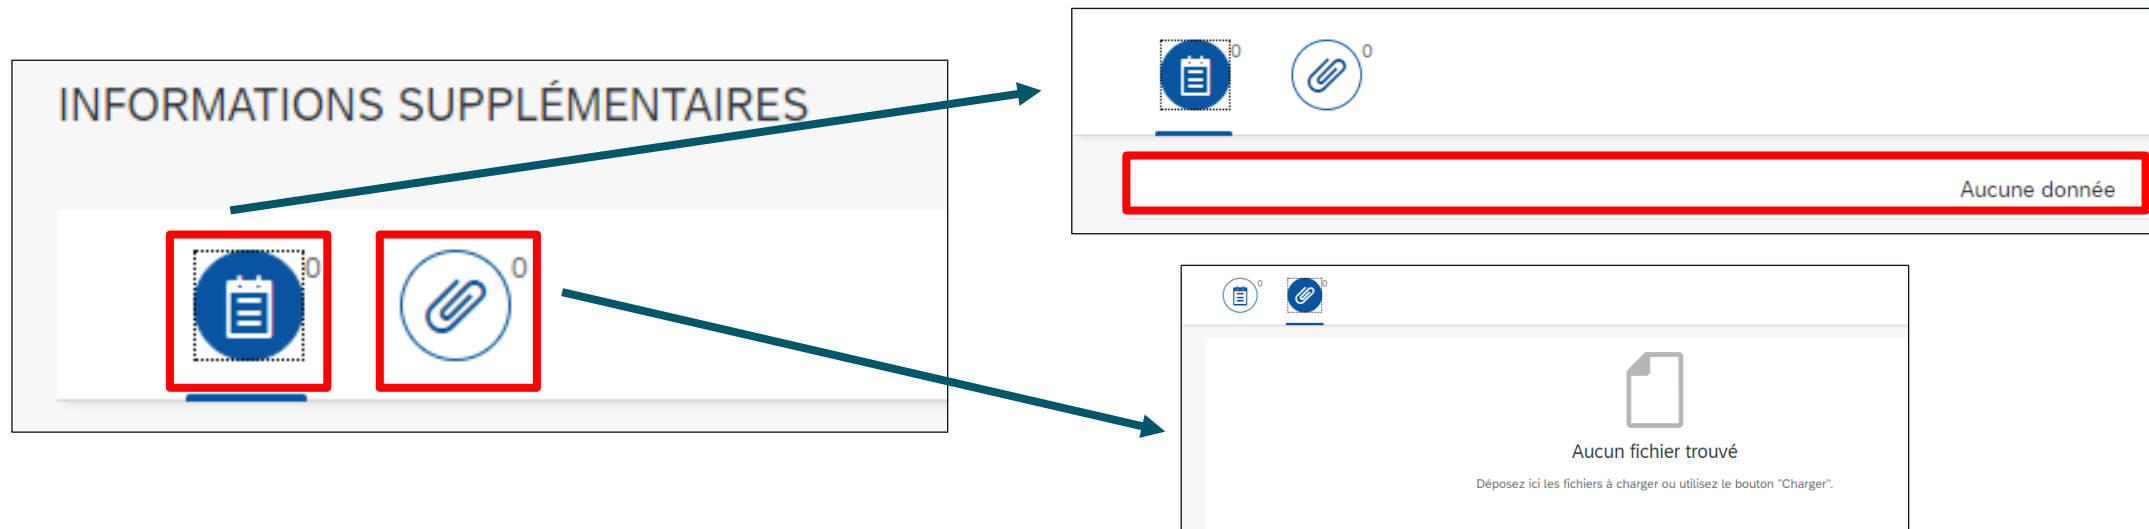 INFORMATIONS SUPPLÉMENTAIRES
0 0
0 0
Aucune donnée
0 0
Aucun fichier trouvé
Déposez ici les fichiers à charger ou utilisez le bouton "Charger".